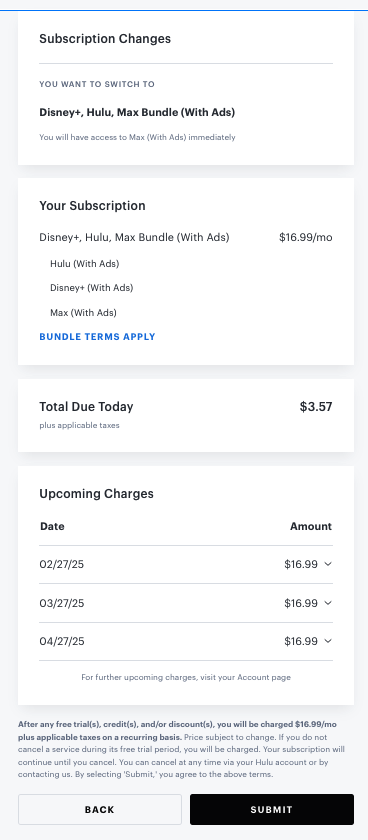 Subscription Changes
YOU WANT TO SWITCH TO
Disney+, Hulu, Max Bundle (With Ads)
You will have access to Max (With Ads) immediately
Your Subscription
Disney+, Hulu, Max Bundle (With Ads) $16.99/mo
Hulu (With Ads)
Disney+ (With Ads)
Max (With Ads)
BUNDLE TERMS APPLY
Total Due Today $3.57
plus applicable taxes
Upcoming Charges
Date Amount
02/27/25 $16.99
03/27/25 $16.99
04/27/25 $16.99
For further upcoming charges, visit your Account page
After any free trial(s), credit(s), and/or discount(s), you will be charged $16.99/mo
plus applicable taxes on a recurring basis. Price subject to change. If you do not
cancel a service during its free trial period, you will be charged. Your subscription will
continue until you cancel. You can cancel at any time via your Hulu account or by
contacting us. By selecting 'Submit,' you agree to the above terms.
BACK SUBMIT